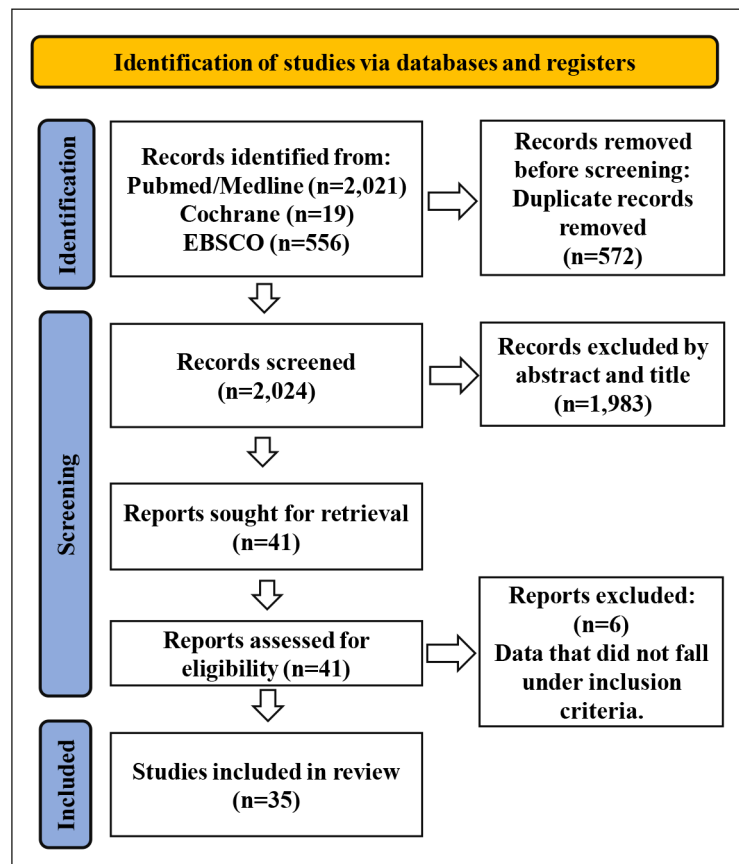 Identification of studies via databases and registers
Identification
Records identified from:
Pubmed/Medline (n=2,021)
Cochrane (n=19)
EBSCO (n=556)
Records removed
before screening:
Duplicate records
removed
(n=572)
Screening
Records screened
(n=2,024)
Records excluded by
abstract and title
(n=1,983)
Reports sought for retrieval
(n=41)
Reports assessed for
eligibility (n=41)
Reports excluded:
(n=6)
Data that did not fall
under inclusion
criteria.
Included
Studies included in review
(n=35)